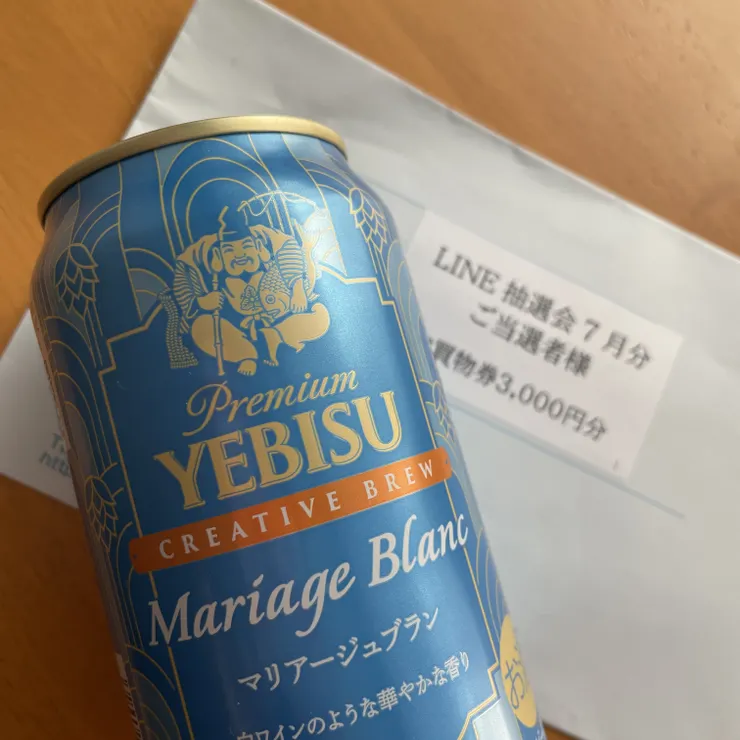 Premium
YEBISU
CREATIVE BREW
Mariage Blanc
マリアージュブラン
白ワインのような華やかな香り
お
LINE 抽選会 7 月分
ご当選者様
買物券3,000円分